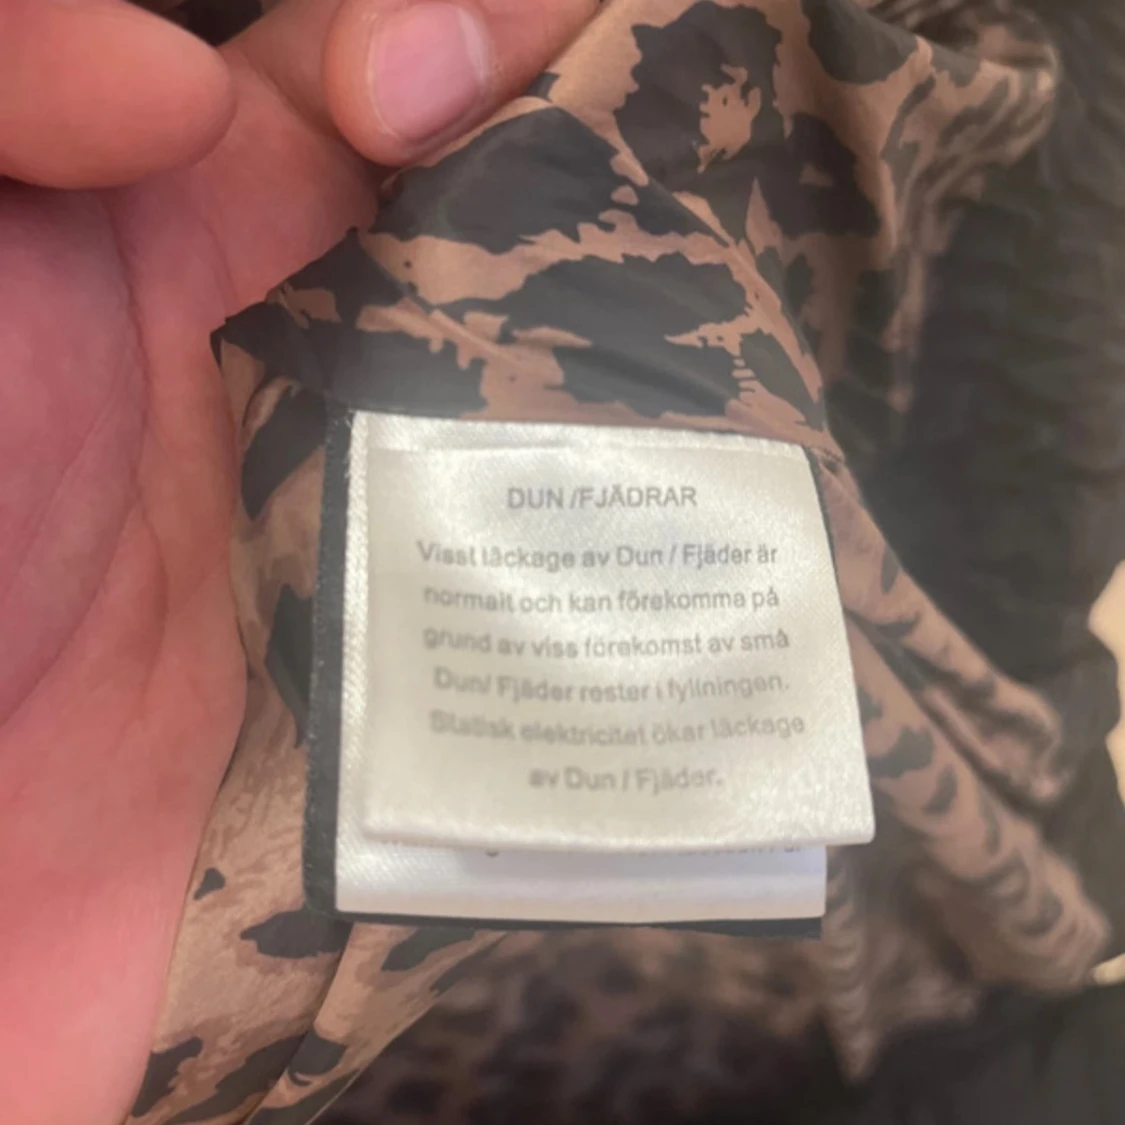 DUN /FJÄDRAR
Visst läckage av Dun / Fjäder är
normalt och kan förekomma på
grund av viss förekomst av små
Dun/ Fjäder rester i fyllningen.
Statisk elektricitet ökar läckage
av Dun / Fjäder.